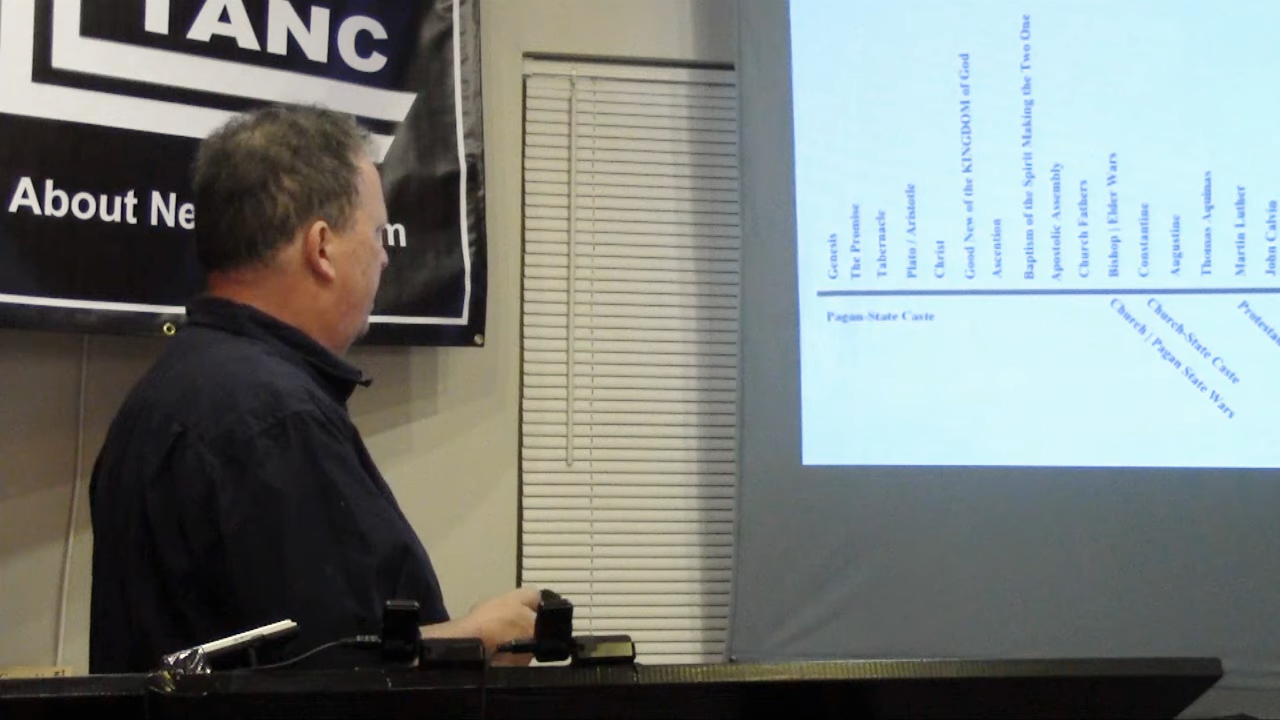 TANC
About Ne
m
Genesis
The Promise
Tabernacle
Plato / Aristotle
Christ
Good New of the KINGDOM of God
Ascention
Baptism of the Spirit Making the Two One
Apostolic Assembly
Church Fathers
Bishop | Elder Wars
Constantine
Augustine
Thomas Aquinas
Martin Luther
John Calvin
Pagan-State Caste
Church | Pagan State Wars
Church-State Caste
Protesta